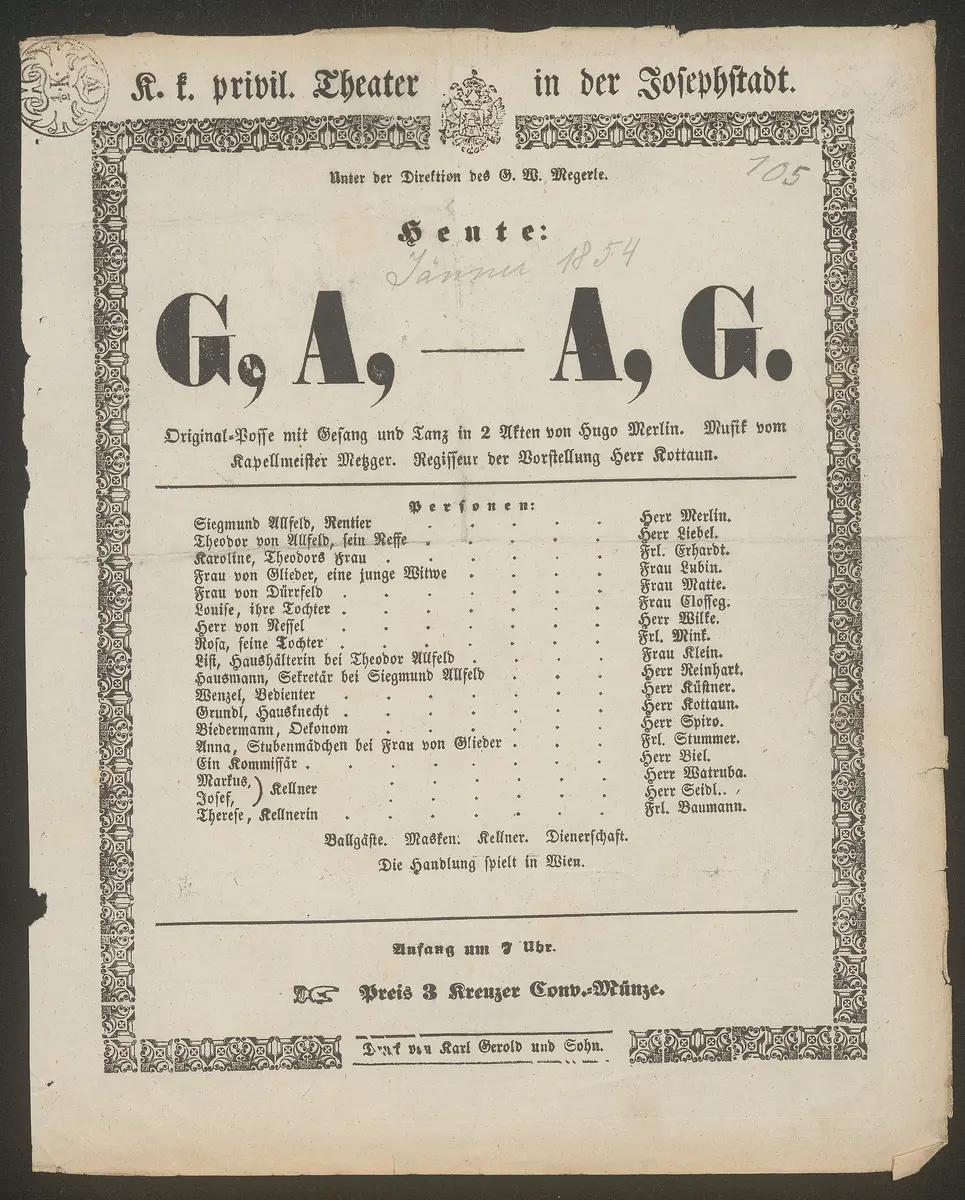 K. k. privil. Theater in der Josephstadt.
Unter der Direktion des G. W. Megerle.
105
Heute:
Jänner 1854
G, A, — A, G.
Original-Posse mit Gesang und Tanz in 2 Akten von Hugo Merlin. Musik vom
Kapellmeister Metzger. Regisseur der Vorstellung Herr Kottaun.
Personen:
Siegmund Allfeld, Rentier . . . . . Herr Merlin.
Theodor von Allfeld, sein Neffe . . . . . Herr Liebel.
Karoline, Theodors Frau . . . . . . Frl. Erhardt.
Frau von Glieder, eine junge Witwe . . . . Frau Lubin.
Frau von Dürrfeld . . . . . . . Frau Matte.
Louise, ihre Tochter . . . . . . . Frau Closseg.
Herr von Nessel . . . . . . . Herr Wilke.
Rosa, seine Tochter . . . . . . . Frl. Mink.
Lisi, Haushälterin bei Theodor Allfeld . . . . Frau Klein.
Hausmann, Sekretär bei Siegmund Allfeld . . . Herr Reinhart.
Wenzel, Bedienter . . . . . . . Herr Küstner.
Grundl, Hausknecht . . . . . . . Herr Kottaun.
Biedermann, Oekonom . . . . . . Herr Spiro.
Anna, Stubenmädchen bei Frau von Glieder . . . Frl. Stummer.
Ein Kommissär . . . . . . . . Herr Biel.
Markus, ) Kellner . . . . . . Herr Watruba.
Josef, . . . . . . Herr Seidl.
Therese, Kellnerin . . . . . . . Frl. Baumann.
Ballgäste. Masken. Kellner. Dienerschaft.
Die Handlung spielt in Wien.
Anfang um 7 Uhr.
Preis 3 Kreuzer Conv.-Münze.
Druck von Karl Gerold und Sohn.